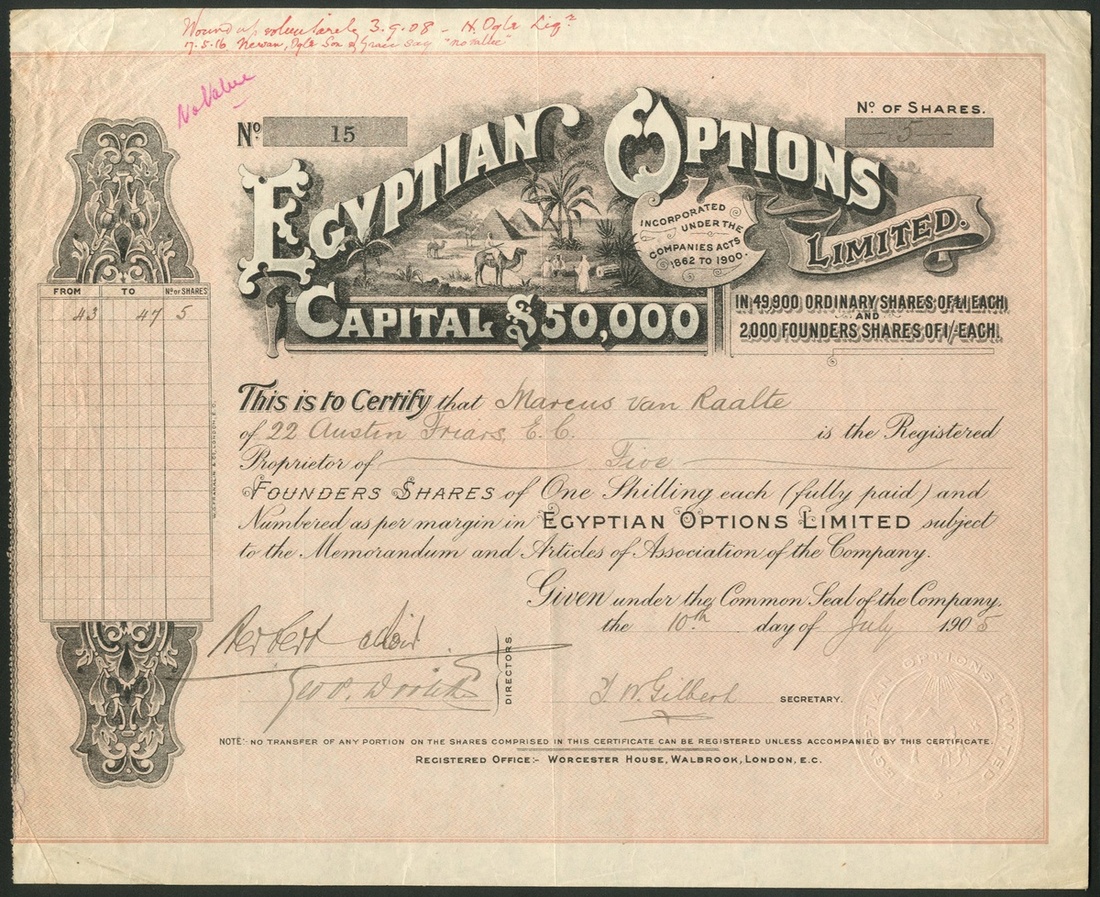 Wound up voluntarily 3.9.08 - H. Ogle Liqr
17.5.16 Newan, Ogle Son & Grace say "no value"
No Value
No. 15
No. OF SHARES.
5
EGYPTIAN OPTIONS
LIMITED.
INCORPORATED
UNDER THE
COMPANIES ACTS
1862 TO 1900.
CAPITAL £50,000
IN 49,900 ORDINARY SHARES OF £1 EACH
AND
2,000 FOUNDERS SHARES OF 1/- EACH.
FROM TO No. OF SHARES
43 47 5
This is to Certify that Marcus van Raalte
of 22 Austin Friars, E.C. is the Registered
Proprietor of Five
FOUNDERS SHARES of One Shilling each (fully paid) and
Numbered as per margin in EGYPTIAN OPTIONS LIMITED subject
to the Memorandum and Articles of Association of the Company.
Given under the Common Seal of the Company,
the 10th day of July 1905
Herbert
Geo. P.
DIRECTORS
W. Gilbert
SECRETARY.
NOTE:- NO TRANSFER OF ANY PORTION ON THE SHARES COMPRISED IN THIS CERTIFICATE CAN BE REGISTERED UNLESS ACCOMPANIED BY THIS CERTIFICATE.
REGISTERED OFFICE:- WORCESTER HOUSE, WALBROOK, LONDON, E.C.
EGYPTIAN OPTIONS LIMITED